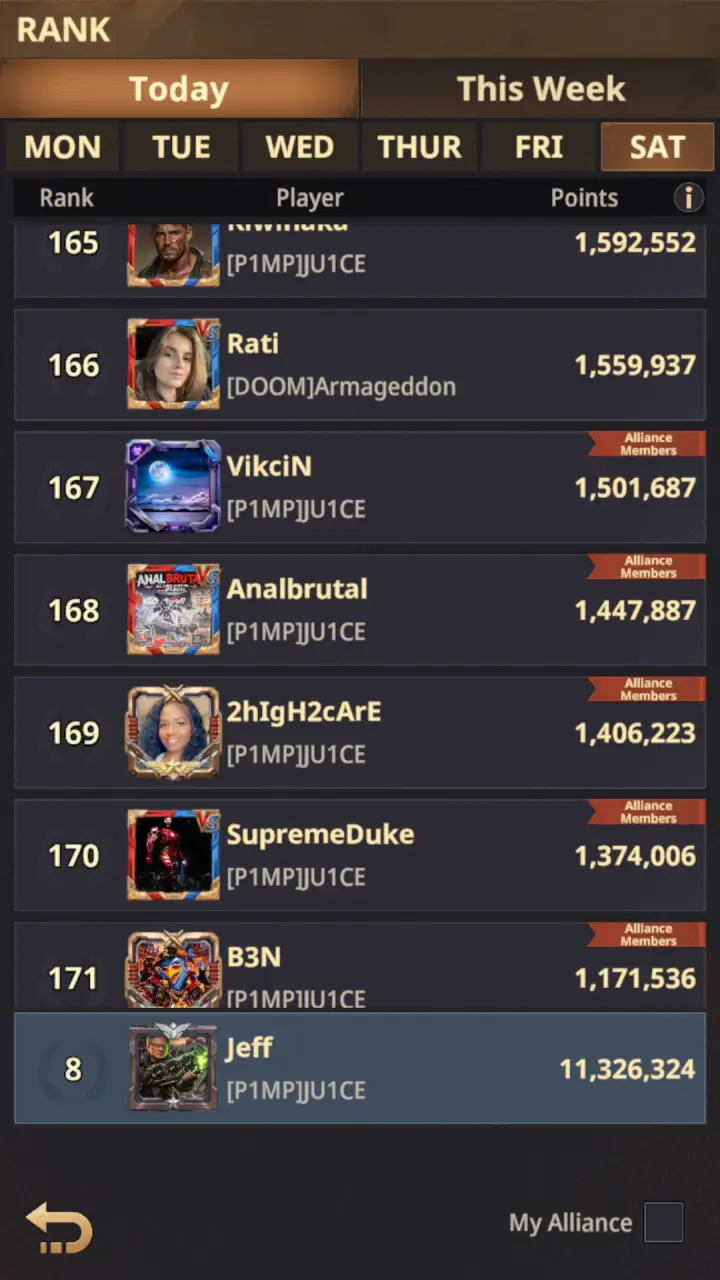 RANK
Today This Week
MON TUE WED THUR FRI SAT
Rank Player Points i
165 Kiwinaka 1,592,552
[P1MP]JU1CE
166 Rati 1,559,937
[DOOM]Armageddon
Alliance Members
167 VikciN 1,501,687
[P1MP]JU1CE
Alliance Members
168 Analbrutal 1,447,887
[P1MP]JU1CE
Alliance Members
169 2hIgH2cArE 1,406,223
[P1MP]JU1CE
Alliance Members
170 SupremeDuke 1,374,006
[P1MP]JU1CE
Alliance Members
171 B3N 1,171,536
[P1MP]JU1CE
8 Jeff 11,326,324
[P1MP]JU1CE
My Alliance